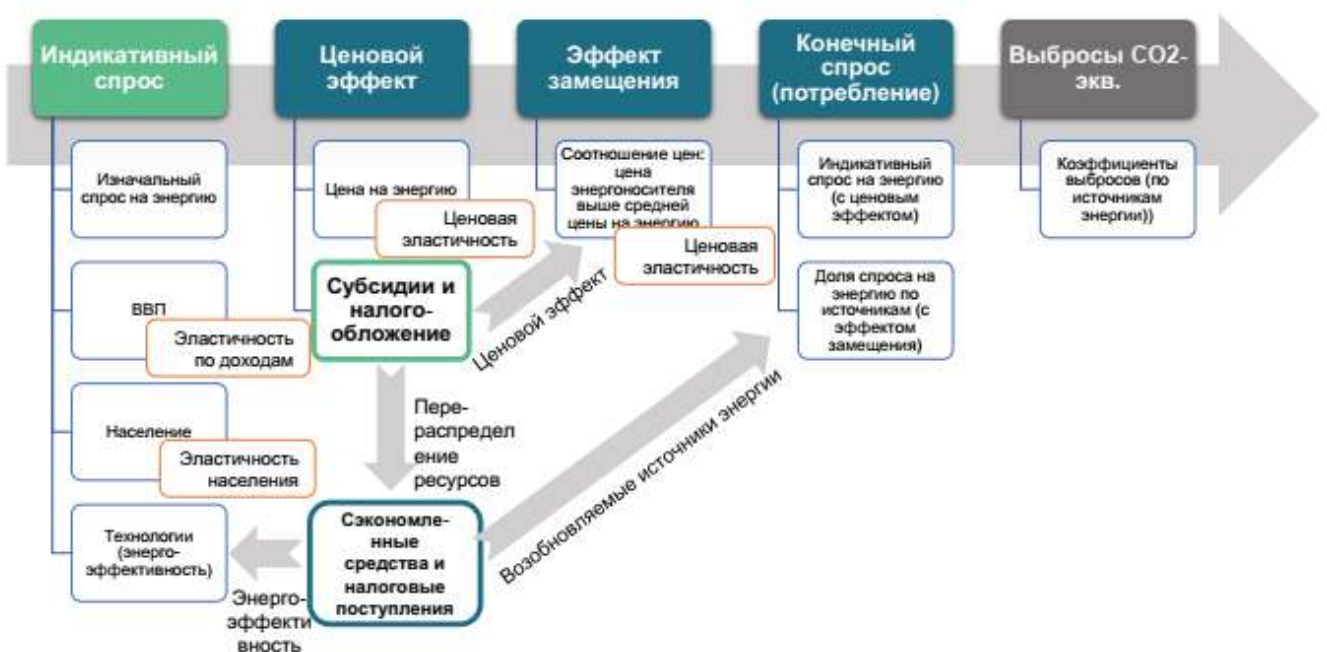 Индикативный
спрос
Изначальный
спрос на энергию
ВВП
Эластичность
по доходам
Население
Эластичность
населения
Технологии
(энерго-
эффективность)
Ценовой
эффект
Цена на энергию
Ценовая
эластичность
Субсидии и
налого-
обложение
Пере-
распредел
ение
ресурсов
Сэкономле-
нные
средства и
налоговые
поступления
Энерго-
эффекти
вность
Ценовой эффект
Возобновляемые источники энергии
Эффект
замещения
Соотношение цен:
цена
энергоносителя
выше средней
цены на энергию
Ценовая
эластичность
Конечный
спрос
(потребление)
Индикативный
спрос на энергию
(с ценовым
эффектом)
Доля спроса на
энергию по
источникам (с
эффектом
замещения)
Выбросы CO2-
экв.
Коэффициенты
выбросов (по
источникам
энергии))